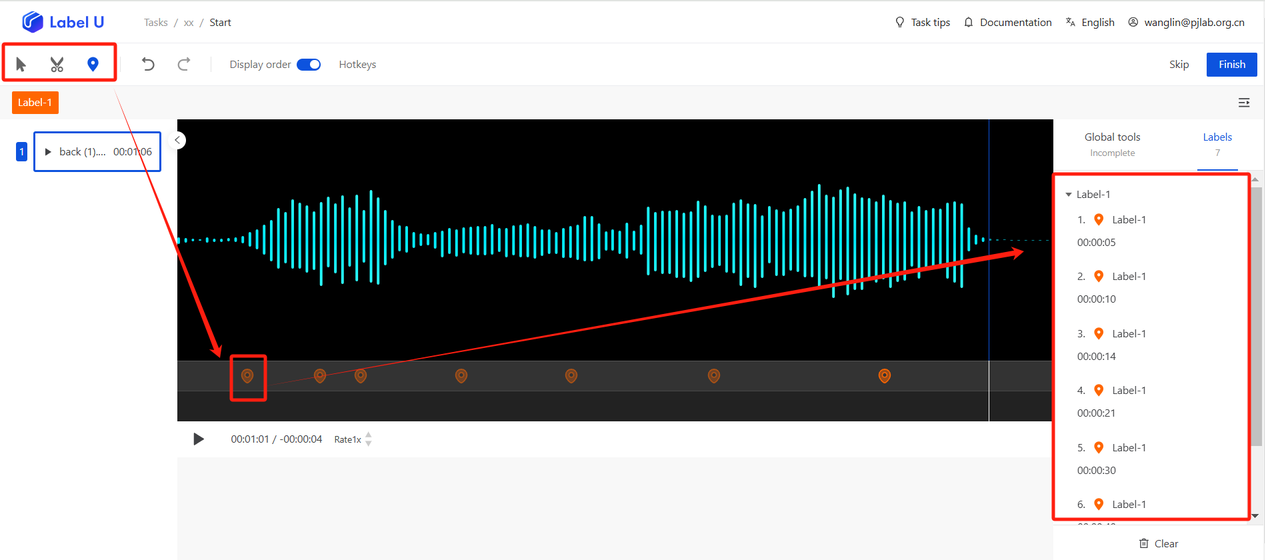 Label U
Tasks / xx / Start
Task tips
Documentation
English
wanglin@pjlab.org.cn
Display order
Hotkeys
Skip
Finish
Label-1
1
back (1).... 00:01:06
Global tools
Incomplete
Labels
7
Label-1
1. Label-1
00:00:05
2. Label-1
00:00:10
3. Label-1
00:00:14
4. Label-1
00:00:21
5. Label-1
00:00:30
6. Label-1
00:01:01 / -00:00:04 Rate1x
Clear